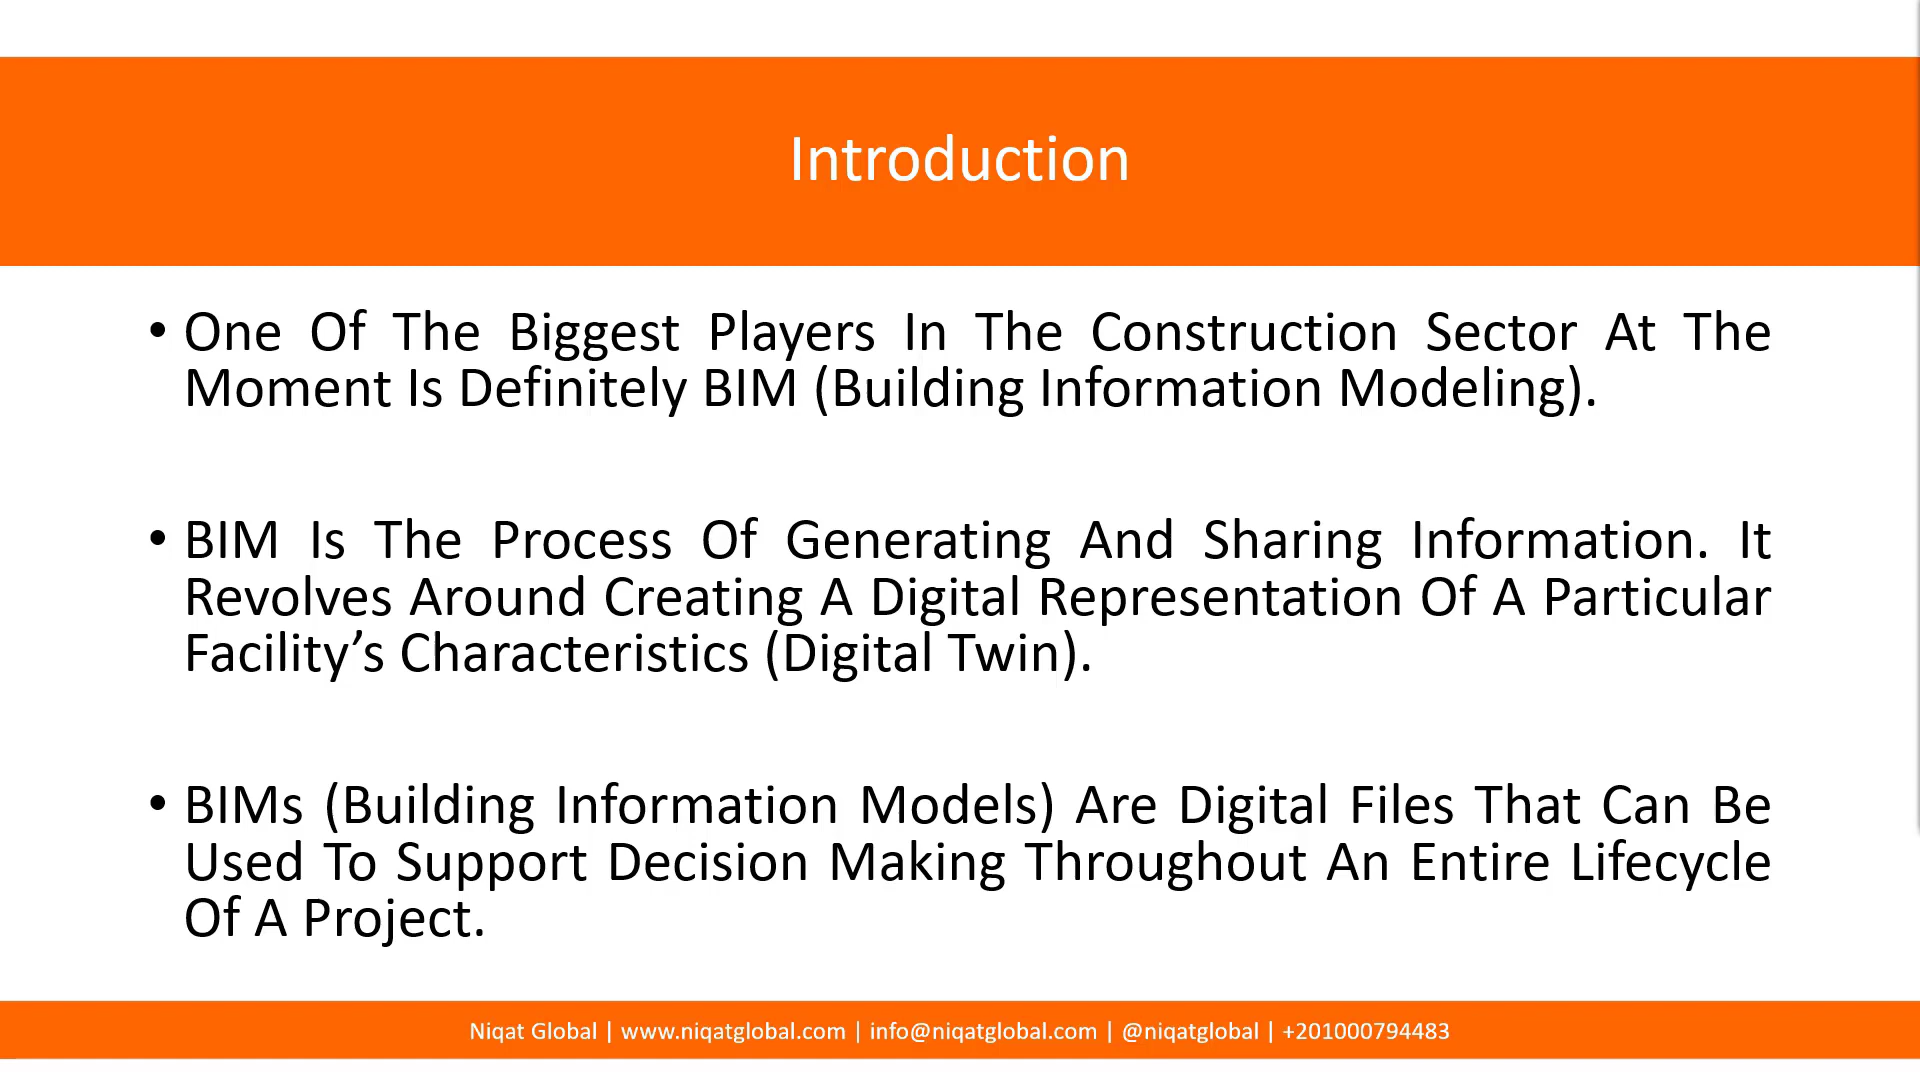 Introduction
• One Of The Biggest Players In The Construction Sector At The
Moment Is Definitely BIM (Building Information Modeling).
• BIM Is The Process Of Generating And Sharing Information. It
Revolves Around Creating A Digital Representation Of A Particular
Facility’s Characteristics (Digital Twin).
• BIMs (Building Information Models) Are Digital Files That Can Be
Used To Support Decision Making Throughout An Entire Lifecycle
Of A Project.
Niqat Global | www.niqatglobal.com | info@niqatglobal.com | @niqatglobal | +201000794483